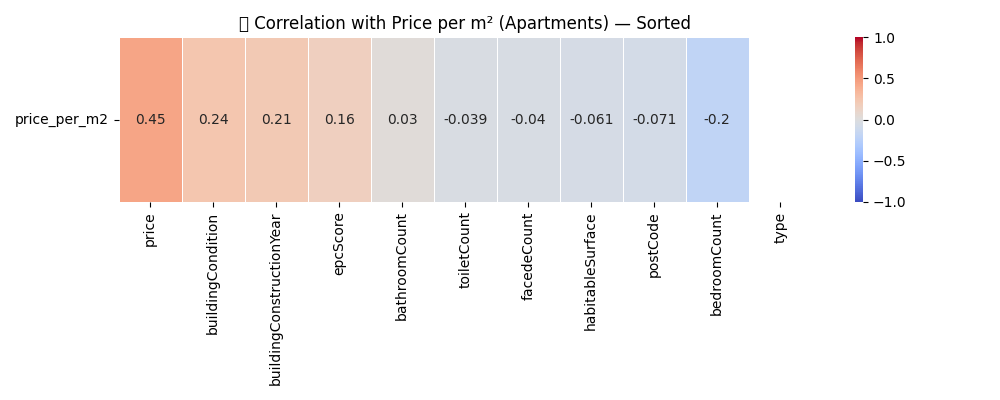 ▯ Correlation with Price per m² (Apartments) — Sorted
price_per_m2
0.45 0.24 0.21 0.16 0.03 -0.039 -0.04 -0.061 -0.071 -0.2
price
buildingCondition
buildingConstructionYear
epcScore
bathroomCount
toiletCount
facedeCount
habitableSurface
postCode
bedroomCount
type
1.0
0.5
0.0
−0.5
−1.0